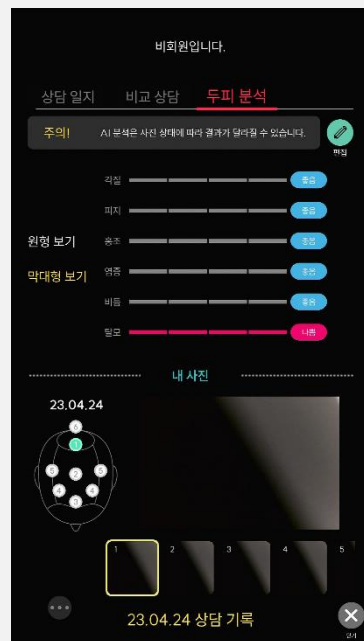 비회원입니다.
상담 일지 비교 상담 두피 분석
주의! AI 분석은 사진 상태에 따라 결과가 달라질 수 있습니다.
편집
각질 좋음
피지 좋음
원형 보기
홍조 좋음
막대형 보기
염증 좋음
비듬 좋음
탈모 나쁨
내 사진
23.04.24
6
1
5 2 5
4 4
3
1 2 3 4 5
23.04.24 상담 기록